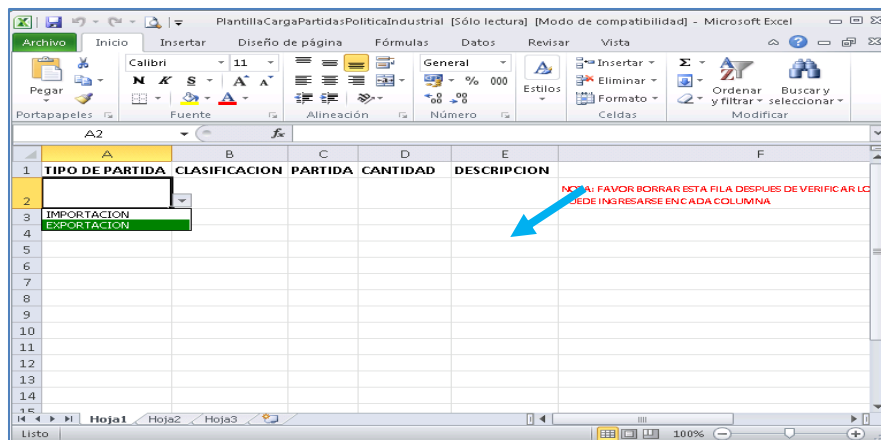 PlantillaCargaPartidasPoliticaIndustrial [Sólo lectura] [Modo de compatibilidad] - Microsoft Excel
Archivo Inicio Insertar Diseño de página Fórmulas Datos Revisar Vista
Calibri 11 General Insertar Σ
Pegar N K S A A % 000 Estilos Eliminar Ordenar y filtrar Buscar y seleccionar
A Formato
Portapapeles Fuente Alineación Número Celdas Modificar
A2 fx
A B C D E F
1 TIPO DE PARTIDA CLASIFICACION PARTIDA CANTIDAD DESCRIPCION
NOTA: FAVOR BORRAR ESTA FILA DESPUES DE VERIFICAR LO
2 PUEDE INGRESARSE EN CADA COLUMNA
3 IMPORTACION
4 EXPORTACION
5
6
7
8
9
10
11
12
13
14
15
Hoja1 Hoja2 Hoja3
Listo 100%